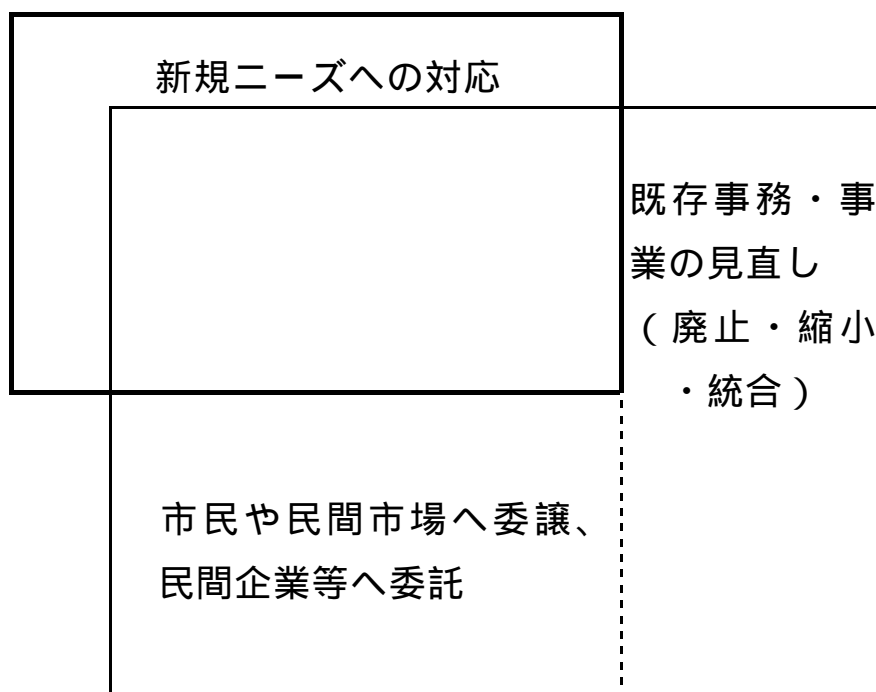 新規ニーズへの対応
既存事務・事
業の見直し
（廃止・縮小
・統合）
市民や民間市場へ委譲、
民間企業等へ委託